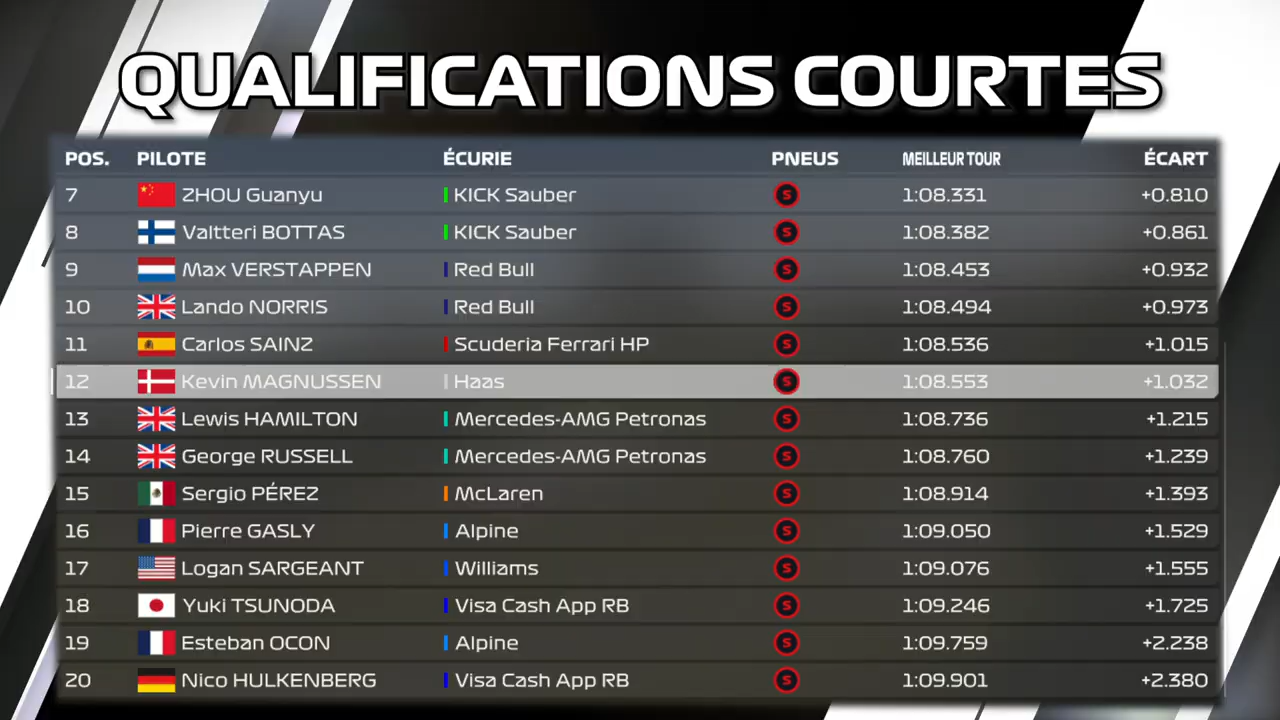 QUALIFICATIONS COURTES
POS. PILOTE ÉCURIE PNEUS MEILLEUR TOUR ÉCART
7 ZHOU Guanyu KICK Sauber S 1:08.331 +0.810
8 Valtteri BOTTAS KICK Sauber S 1:08.382 +0.861
9 Max VERSTAPPEN Red Bull S 1:08.453 +0.932
10 Lando NORRIS Red Bull S 1:08.494 +0.973
11 Carlos SAINZ Scuderia Ferrari HP S 1:08.536 +1.015
12 Kevin MAGNUSSEN Haas S 1:08.553 +1.032
13 Lewis HAMILTON Mercedes-AMG Petronas S 1:08.736 +1.215
14 George RUSSELL Mercedes-AMG Petronas S 1:08.760 +1.239
15 Sergio PÉREZ McLaren S 1:08.914 +1.393
16 Pierre GASLY Alpine S 1:09.050 +1.529
17 Logan SARGEANT Williams S 1:09.076 +1.555
18 Yuki TSUNODA Visa Cash App RB S 1:09.246 +1.725
19 Esteban OCON Alpine S 1:09.759 +2.238
20 Nico HULKENBERG Visa Cash App RB S 1:09.901 +2.380